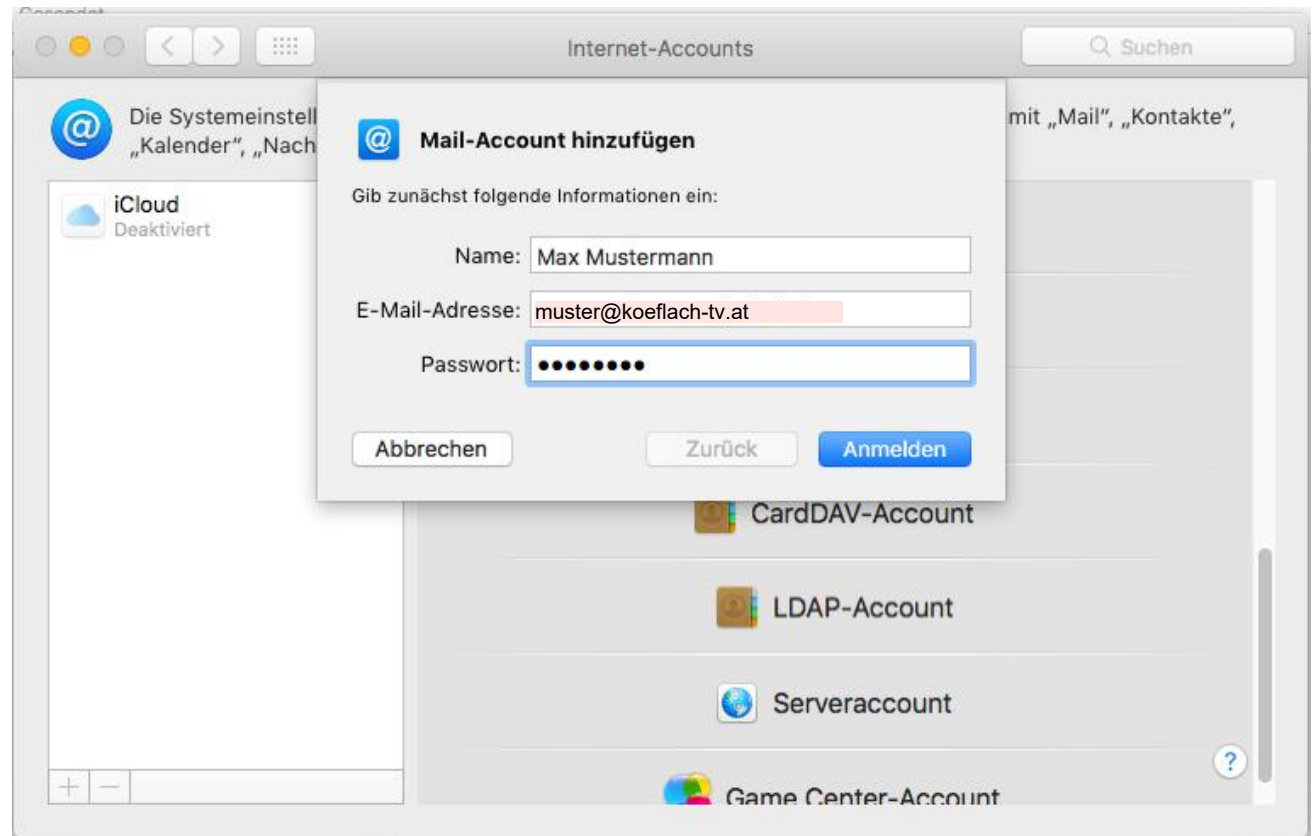 Internet-Accounts
Suchen
Die Systemeinstell
mit „Mail“, „Kontakte“,
„Kalender“, „Nach
Mail-Account hinzufügen
Gib zunächst folgende Informationen ein:
iCloud
Deaktiviert
Name: Max Mustermann
E-Mail-Adresse: muster@koeflach-tv.at
Passwort: ●●●●●●●●
Abbrechen
Zurück
Anmelden
CardDAV-Account
LDAP-Account
Serveraccount
?
Game Center-Account